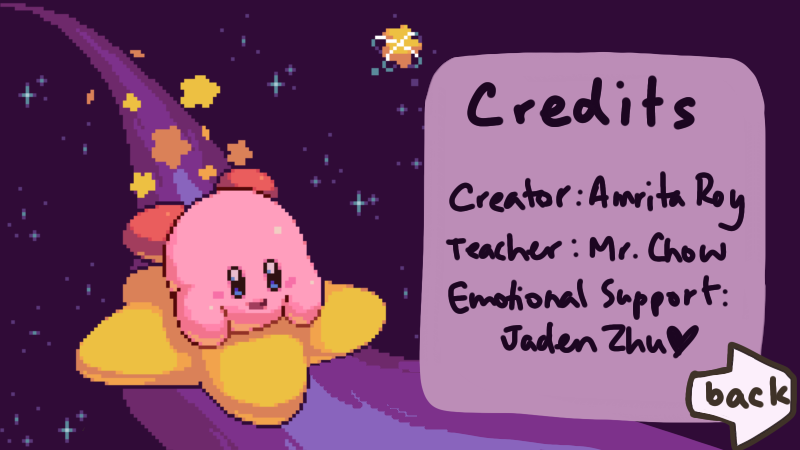 Credits
Creator: Amrita Roy
Teacher: Mr. Chow
Emotional Support:
Jaden Zhu♥
back